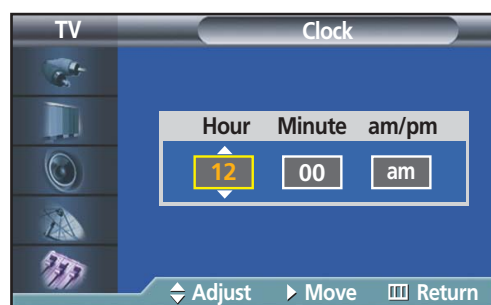 TV Clock
Hour Minute am/pm
12 00 am
Adjust Move Return